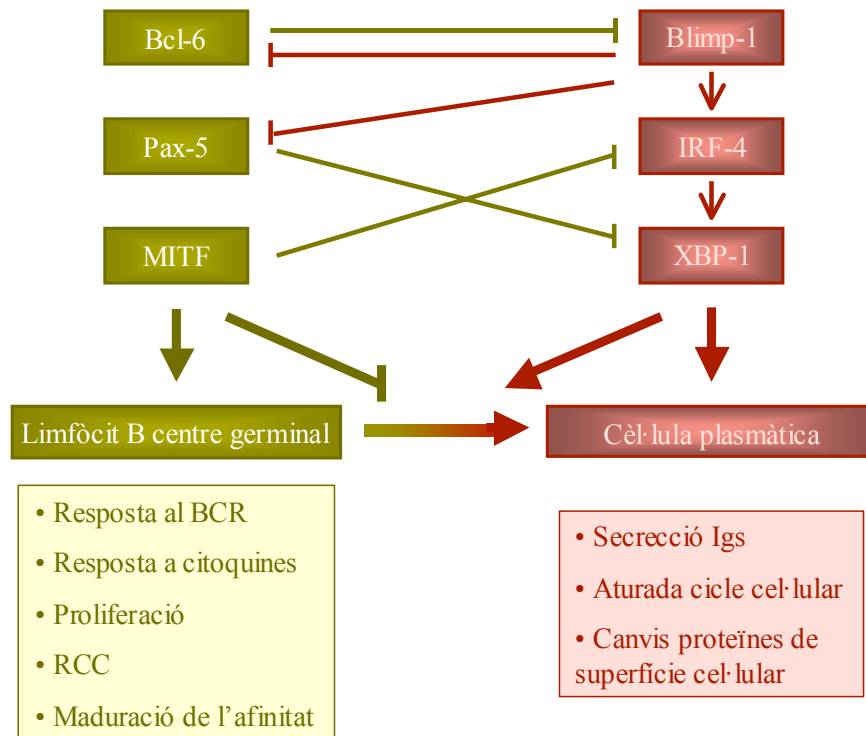 Bcl-6
Blimp-1
Pax-5
IRF-4
MITF
XBP-1
Limfòcit B centre germinal
Cèl·lula plasmàtica
• Resposta al BCR
• Resposta a citoquines
• Proliferació
• RCC
• Maduració de l’afinitat
• Secrecció Igs
• Aturada cicle cel·lular
• Canvis proteïnes de
superfície cel·lular